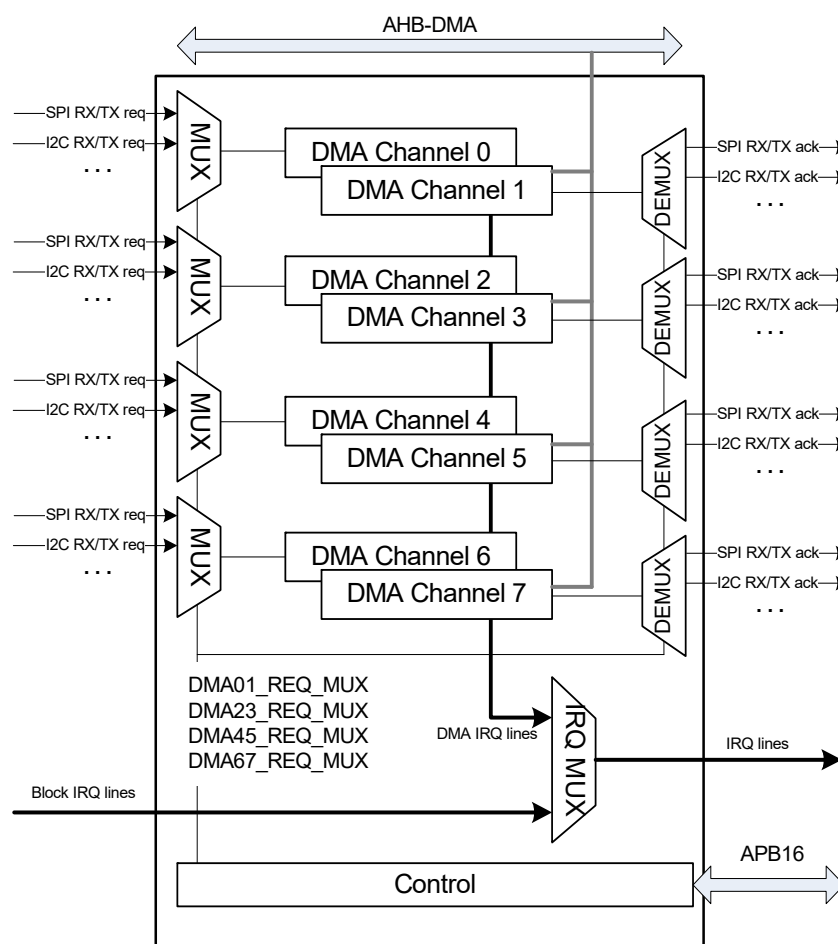 AHB-DMA
SPI RX/TX req
I2C RX/TX req
. . .
MUX
DMA Channel 0
DMA Channel 1
DEMUX
SPI RX/TX ack
I2C RX/TX ack
. . .
SPI RX/TX req
I2C RX/TX req
. . .
MUX
DMA Channel 2
DMA Channel 3
DEMUX
SPI RX/TX ack
I2C RX/TX ack
. . .
SPI RX/TX req
I2C RX/TX req
. . .
MUX
DMA Channel 4
DMA Channel 5
DEMUX
SPI RX/TX ack
I2C RX/TX ack
. . .
SPI RX/TX req
I2C RX/TX req
. . .
MUX
DMA Channel 6
DMA Channel 7
DEMUX
SPI RX/TX ack
I2C RX/TX ack
. . .
DMA01_REQ_MUX
DMA23_REQ_MUX
DMA45_REQ_MUX
DMA67_REQ_MUX
DMA IRQ lines
IRQ MUX
IRQ lines
Block IRQ lines
APB16
Control